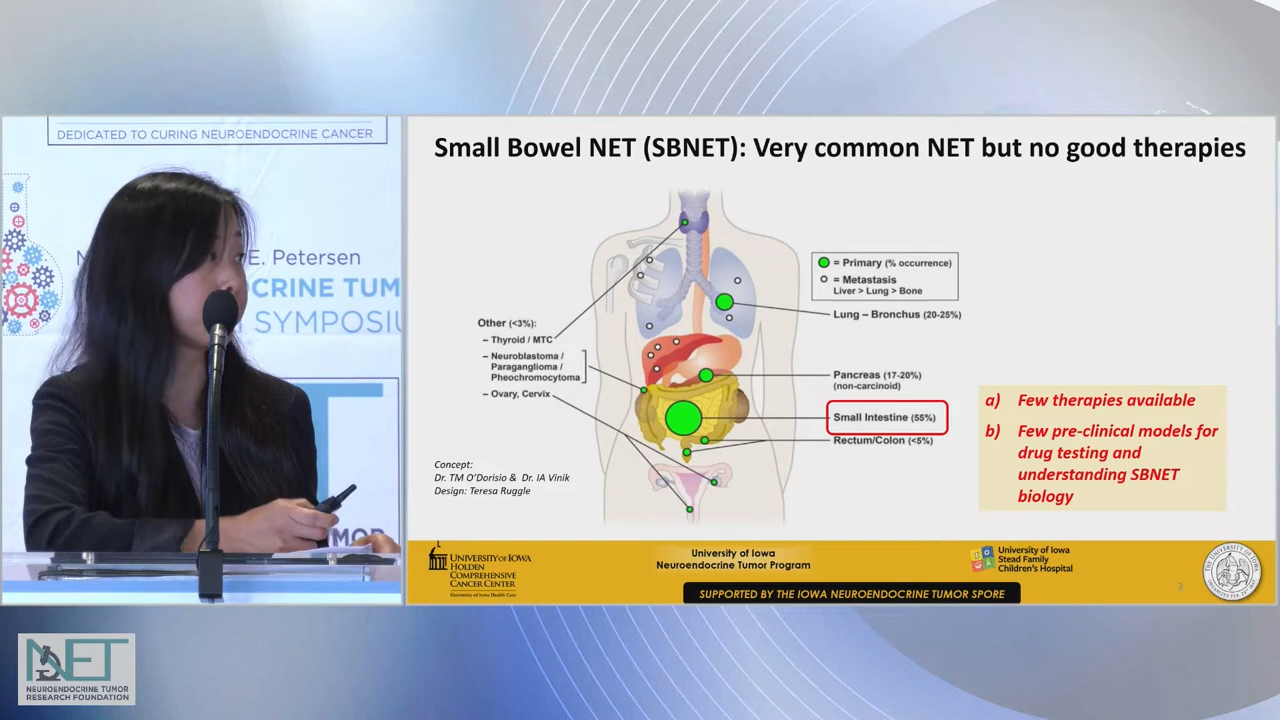 DEDICATED TO CURING NEUROENDOCRINE CANCER
E. Petersen
CRINE TUM
SYMPOSIU
Small Bowel NET (SBNET): Very common NET but no good therapies
= Primary (% occurrence)
= Metastasis
Liver > Lung > Bone
Lung – Bronchus (20-25%)
Other (<3%):
– Thyroid / MTC
– Neuroblastoma /
Paraganglioma /
Pheochromocytoma
– Ovary, Cervix
Pancreas (17-20%)
(non-carcinoid)
Small Intestine (55%)
Rectum/Colon (<5%)
a) Few therapies available
b) Few pre-clinical models for
drug testing and
understanding SBNET
biology
Concept:
Dr. TM O'Dorisio & Dr. IA Vinik
Design: Teresa Ruggle
UNIVERSITY OF IOWA
HOLDEN
COMPREHENSIVE
CANCER CENTER
University of Iowa Health Care
University of Iowa
Neuroendocrine Tumor Program
SUPPORTED BY THE IOWA NEUROENDOCRINE TUMOR SPORE
University of Iowa
Stead Family
Children's Hospital
3
NET
NEUROENDOCRINE TUMOR
RESEARCH FOUNDATION